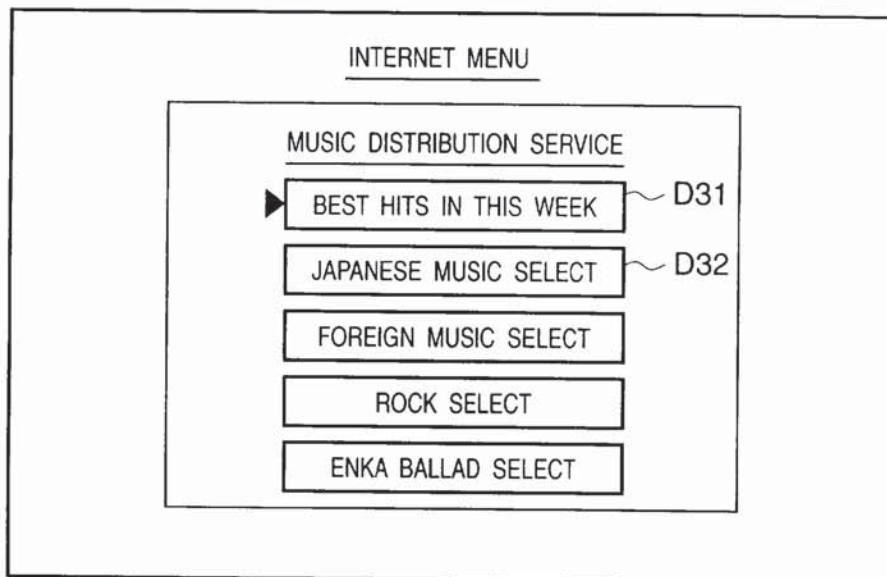 INTERNET MENU
MUSIC DISTRIBUTION SERVICE
BEST HITS IN THIS WEEK D31
JAPANESE MUSIC SELECT D32
FOREIGN MUSIC SELECT
ROCK SELECT
ENKA BALLAD SELECT